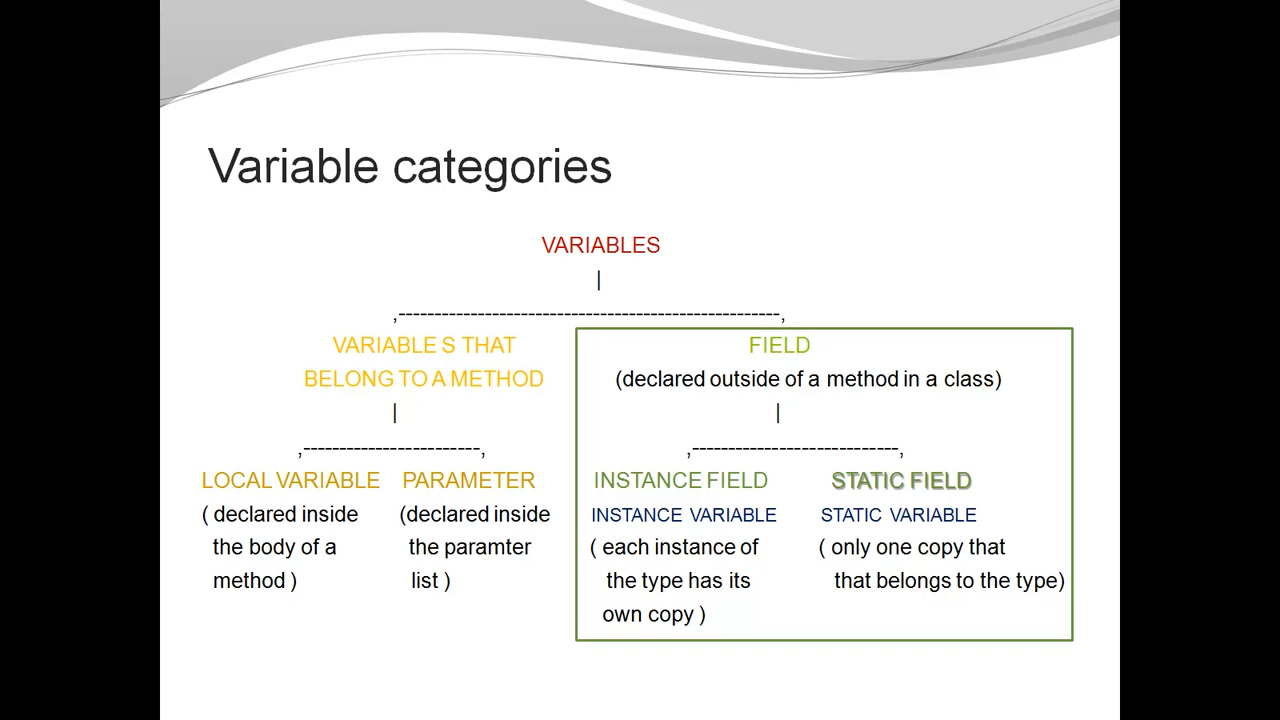 Variable categories
VARIABLES
|
,-----------------------------------------------------,
VARIABLE S THAT FIELD
BELONG TO A METHOD (declared outside of a method in a class)
| |
,------------------------, ,-----------------------------,
LOCAL VARIABLE PARAMETER INSTANCE FIELD STATIC FIELD
( declared inside (declared inside INSTANCE VARIABLE STATIC VARIABLE
the body of a the paramter ( each instance of ( only one copy that
method ) list ) the type has its that belongs to the type)
own copy )